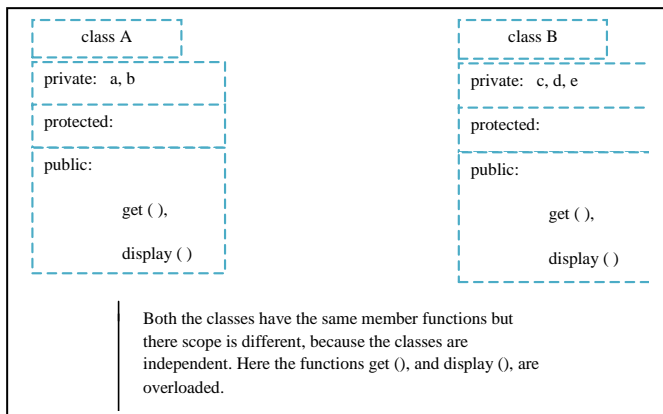 class A
private: a, b
protected:
public:
get ( ),
display ( )
class B
private: c, d, e
protected:
public:
get ( ),
display ( )
Both the classes have the same member functions but
there scope is different, because the classes are
independent. Here the functions get (), and display (), are
overloaded.